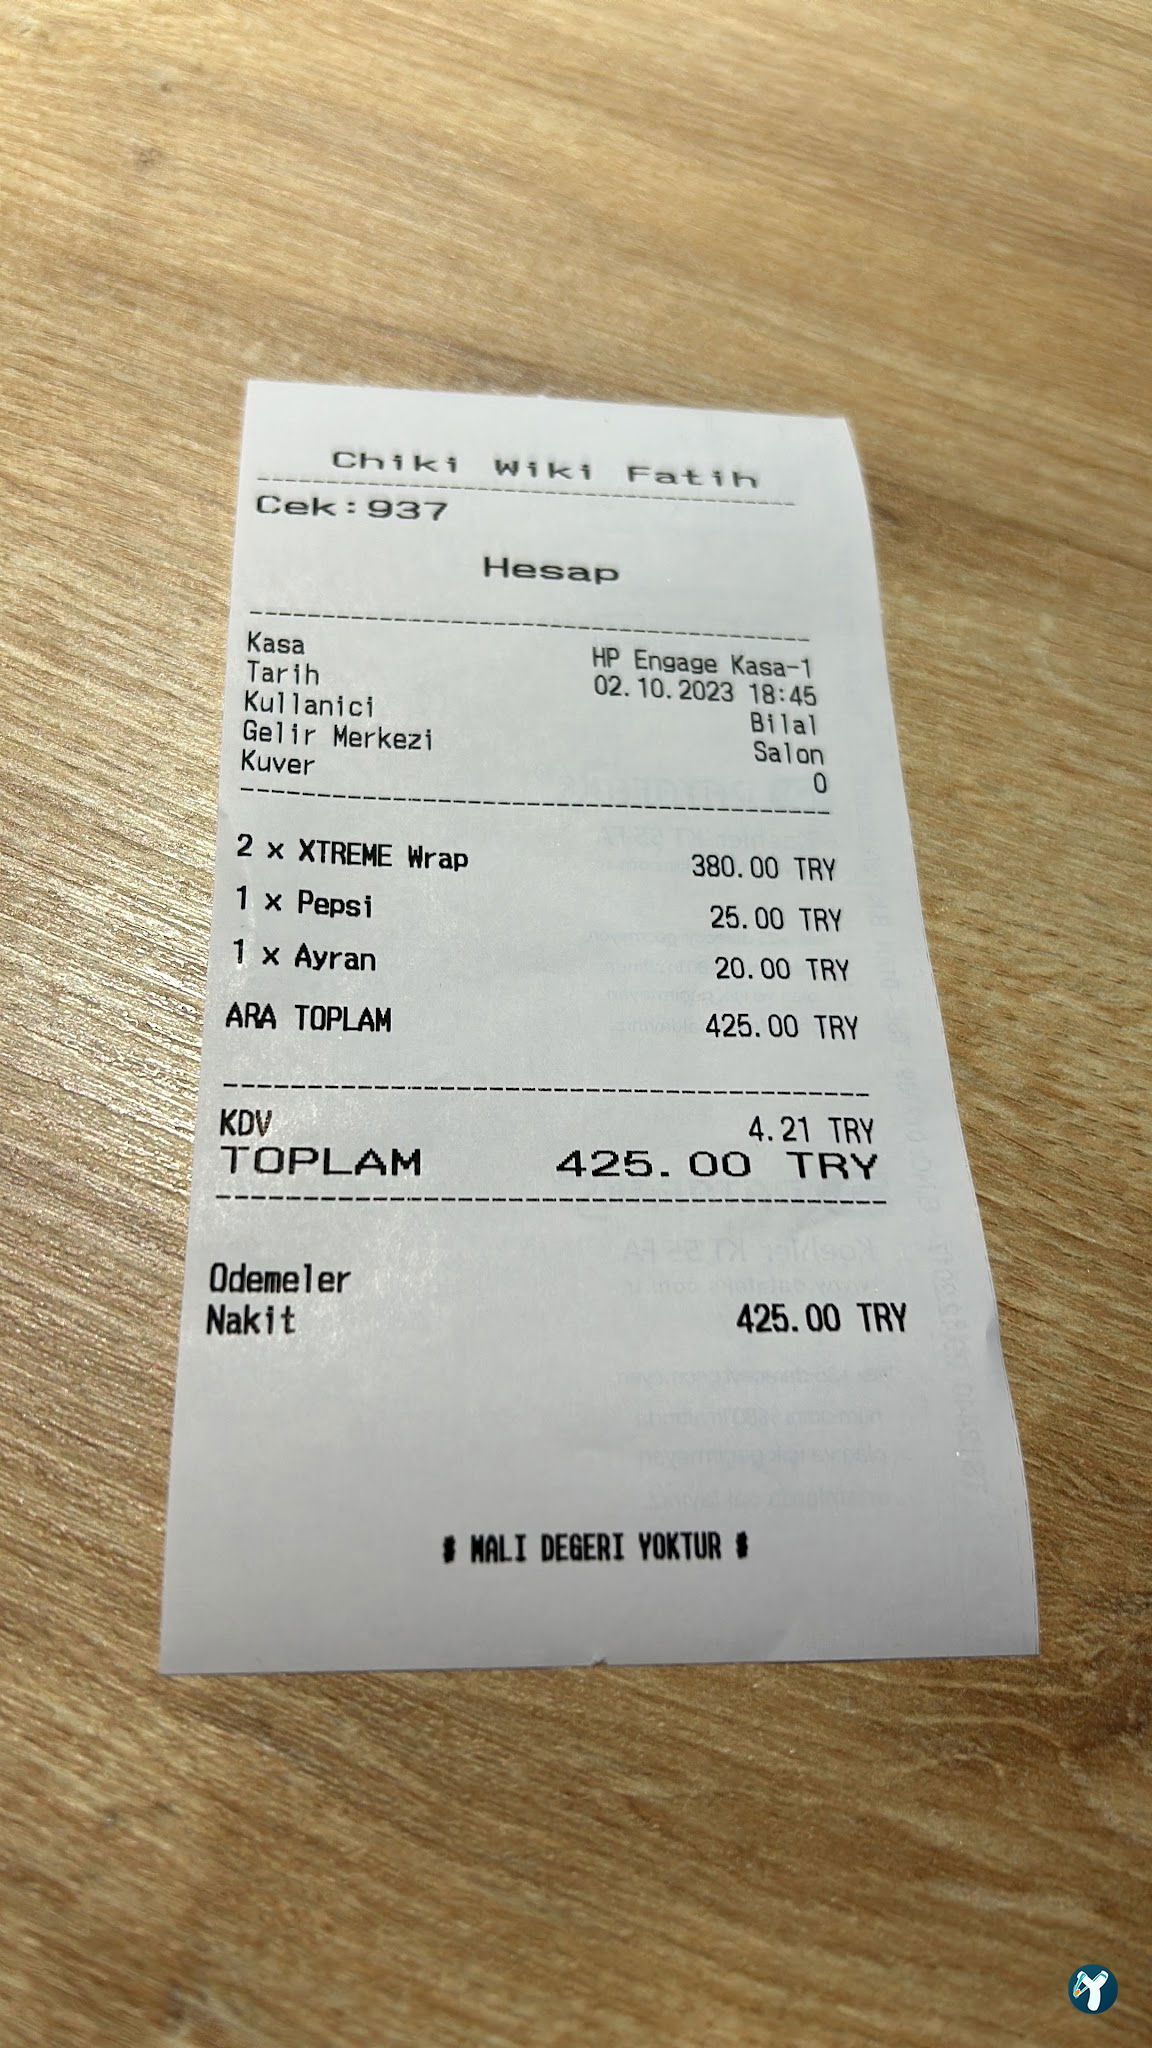 Chiki Wiki Fatih
Cek:937
Hesap
Kasa HP Engage Kasa-1
Tarih 02.10.2023 18:45
Kullanici Bilal
Gelir Merkezi Salon
Kuver 0
2 x XTREME Wrap 380.00 TRY
1 x Pepsi 25.00 TRY
1 x Ayran 20.00 TRY
ARA TOPLAM 425.00 TRY
KDV 4.21 TRY
TOPLAM 425.00 TRY
Odemeler
Nakit 425.00 TRY
# MALI DEGERI YOKTUR #